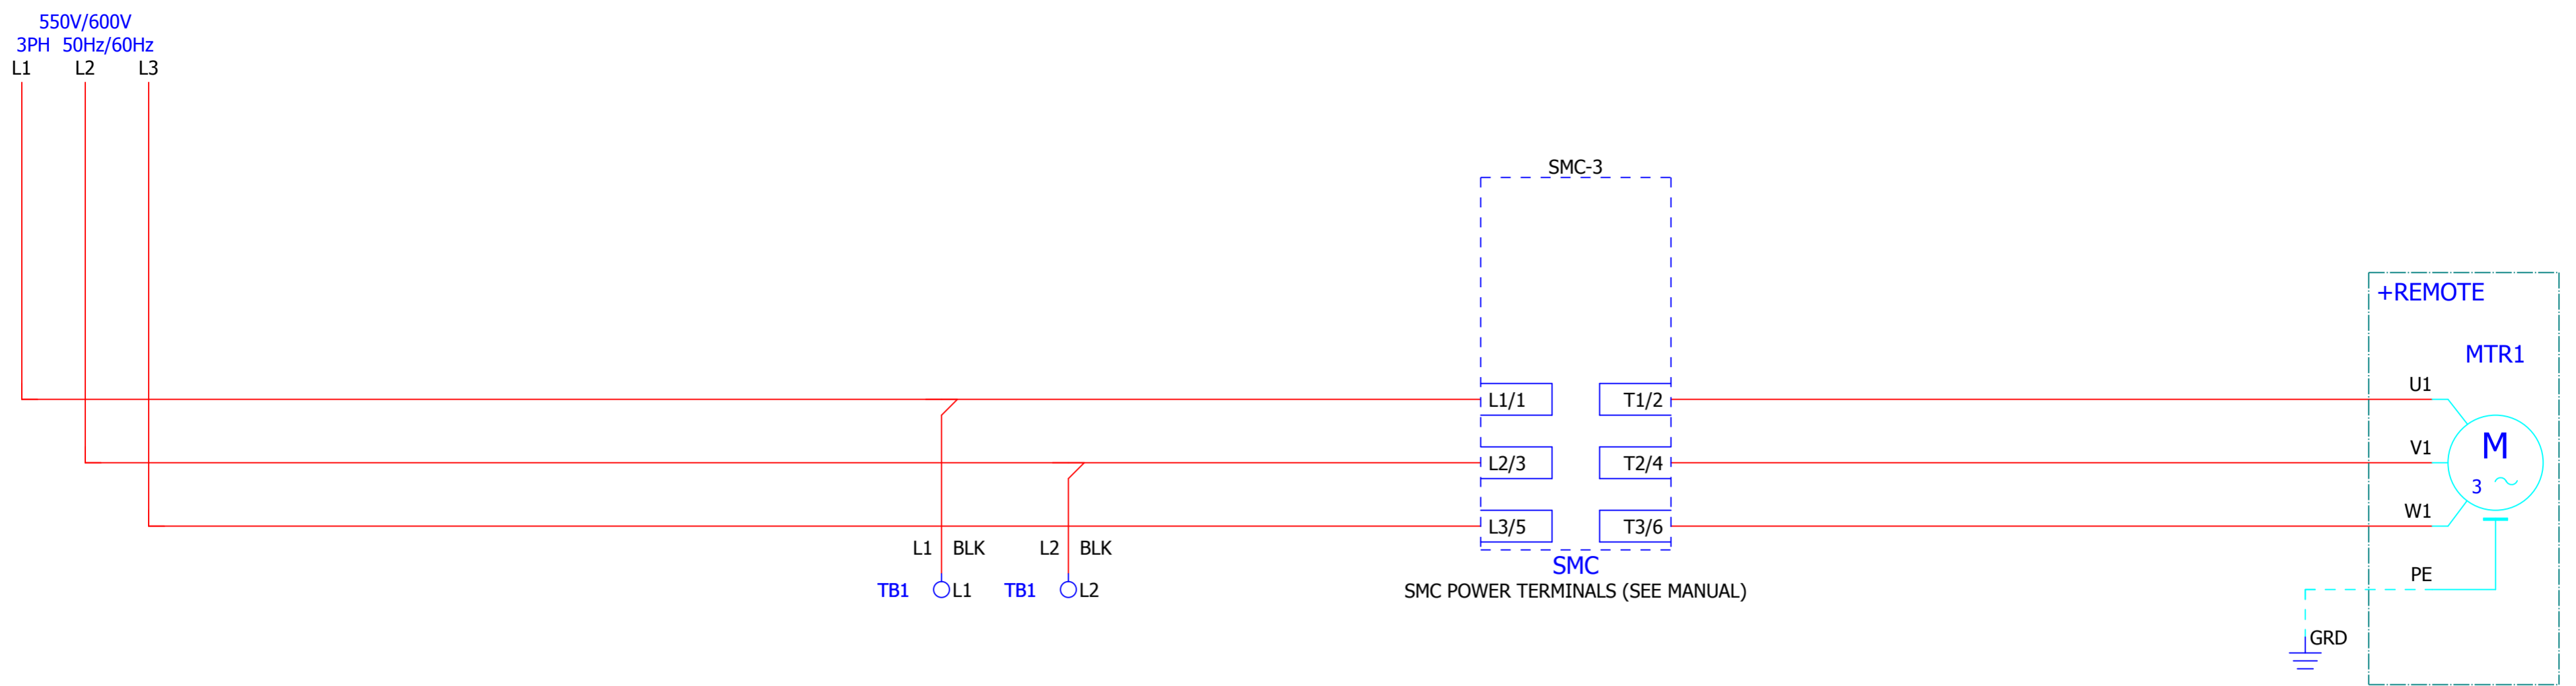 550V/600V
3PH 50Hz/60Hz
L1 L2 L3
SMC-3
+REMOTE
MTR1
U1
L1/1 T1/2
M
V1
L2/3 T2/4
3
W1
L3/5 T3/6
L1 BLK L2 BLK
SMC
PE
TB1 L1 TB1 L2
SMC POWER TERMINALS (SEE MANUAL)
GRD